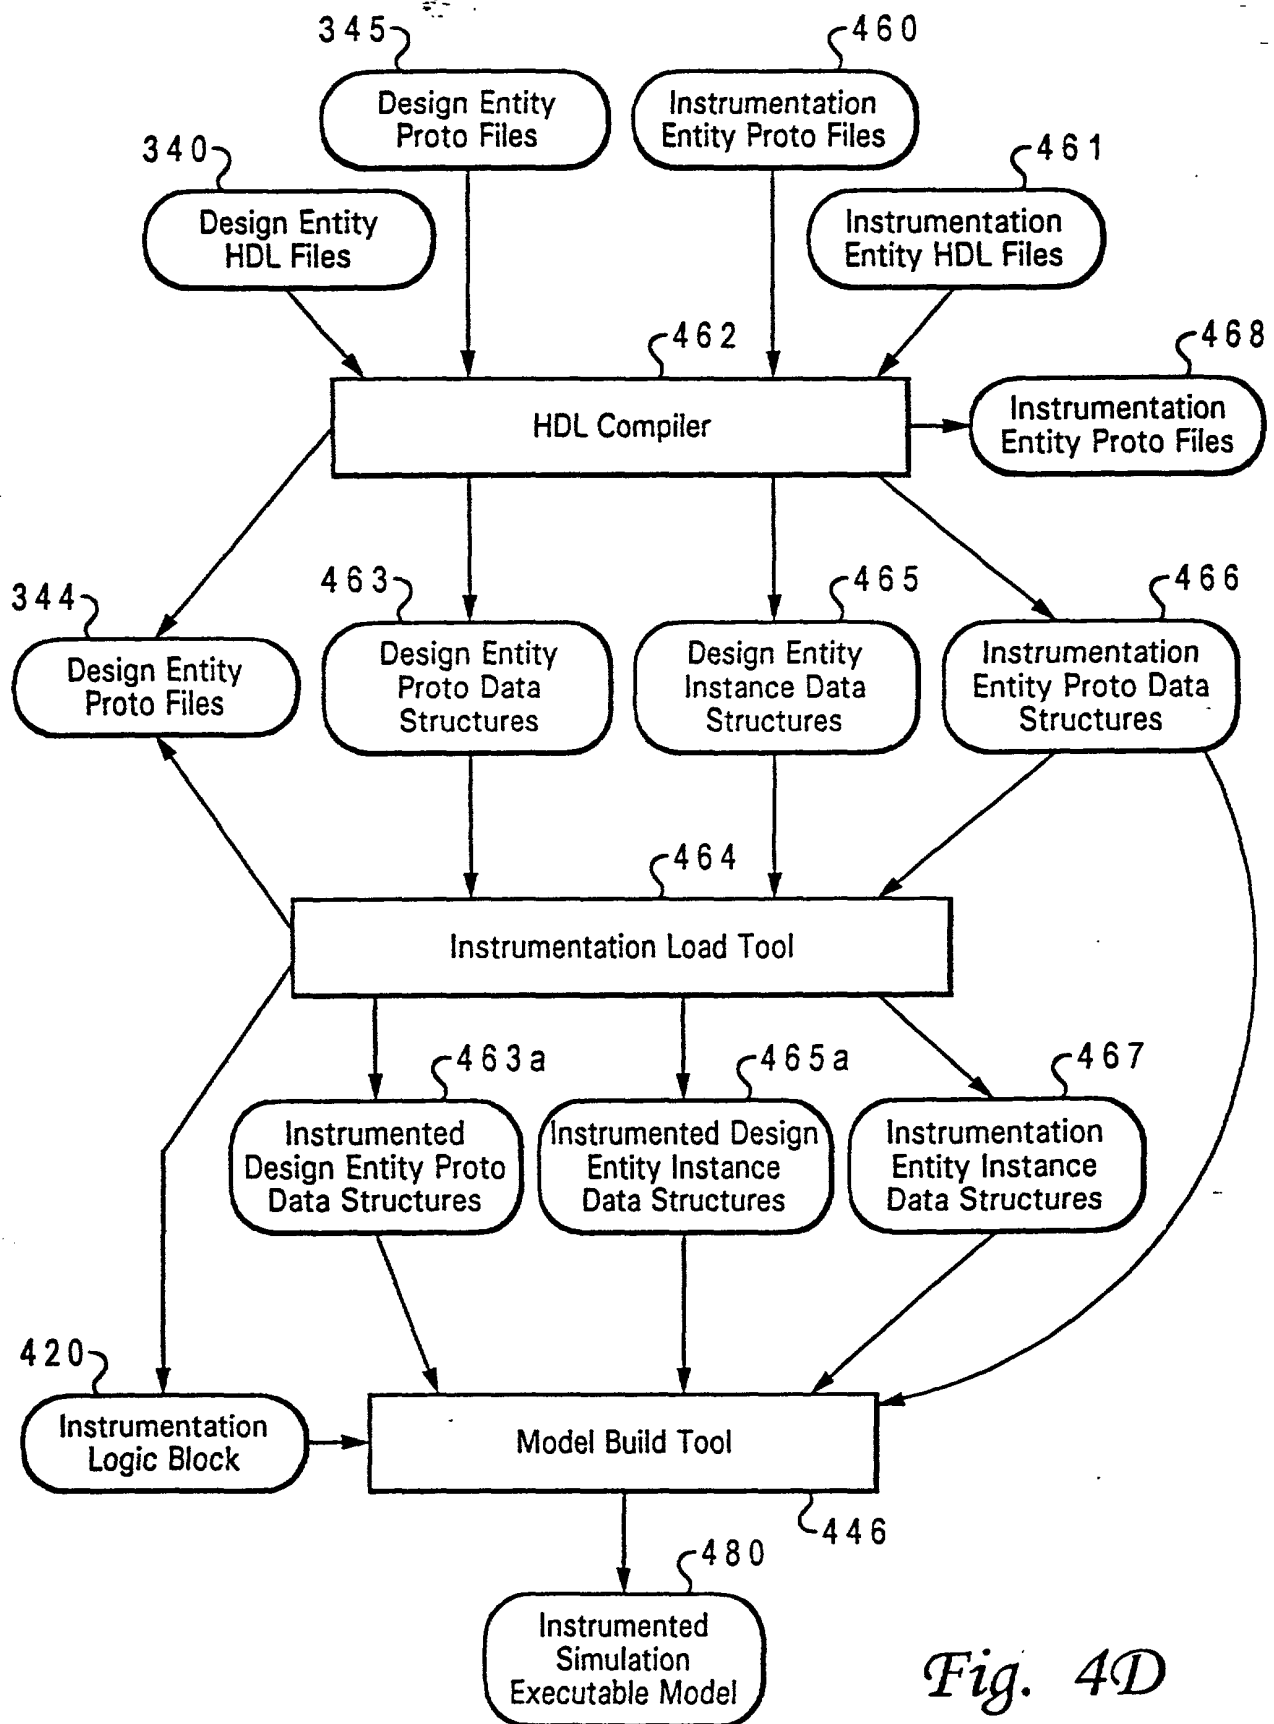 345
460
Design Entity
Proto Files
Instrumentation
Entity Proto Files
340
461
Design Entity
HDL Files
Instrumentation
Entity HDL Files
462
468
HDL Compiler
Instrumentation
Entity Proto Files
463
465
466
344
Design Entity
Proto Files
Design Entity
Proto Data
Structures
Design Entity
Instance Data
Structures
Instrumentation
Entity Proto Data
Structures
464
Instrumentation Load Tool
463a
465a
467
Instrumented
Design Entity Proto
Data Structures
Instrumented Design
Entity Instance
Data Structures
Instrumentation
Entity Instance
Data Structures
420
Instrumentation
Logic Block
Model Build Tool
446
480
Instrumented
Simulation
Executable Model
Fig. 4D